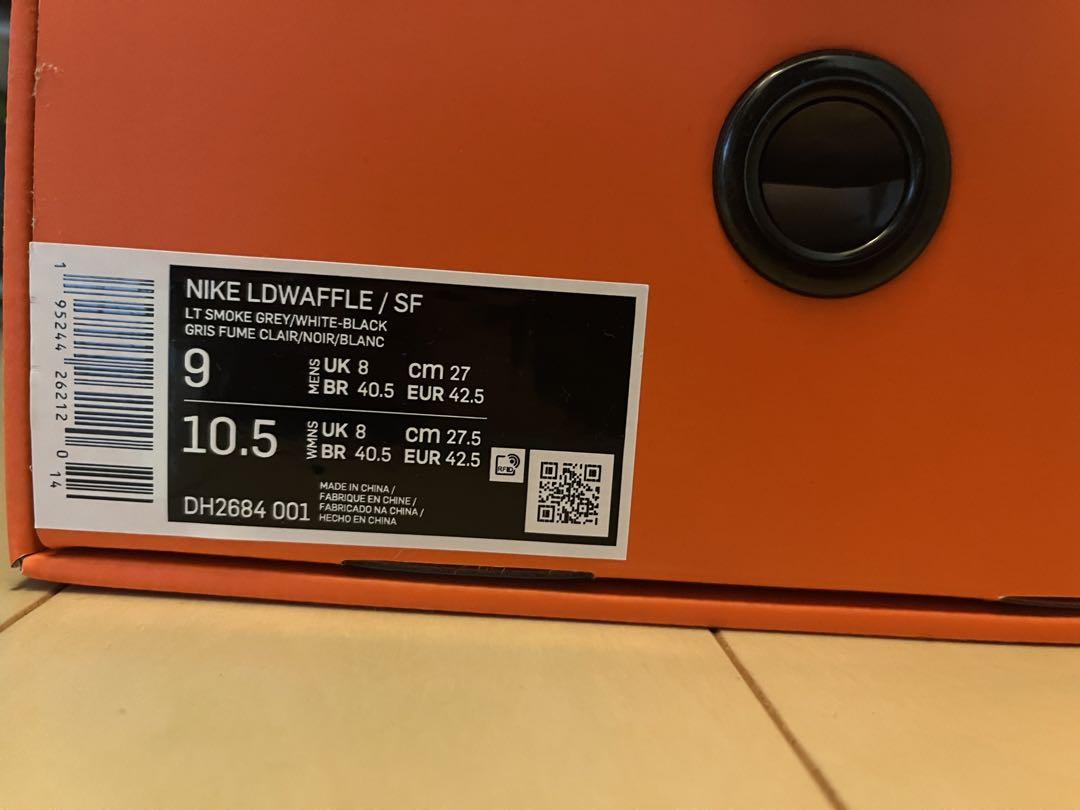 NIKE LDWAFFLE / SF
LT SMOKE GREY/WHITE-BLACK
GRIS FUME CLAIR/NOIR/BLANC
9 MENS UK 8 cm 27
BR 40.5 EUR 42.5
10.5 WMNS UK 8 cm 27.5
BR 40.5 EUR 42.5
RFID
DH2684 001
MADE IN CHINA /
FABRIQUE EN CHINE /
FABRICADO NA CHINA /
HECHO EN CHINA
1 95244 26212 0 14